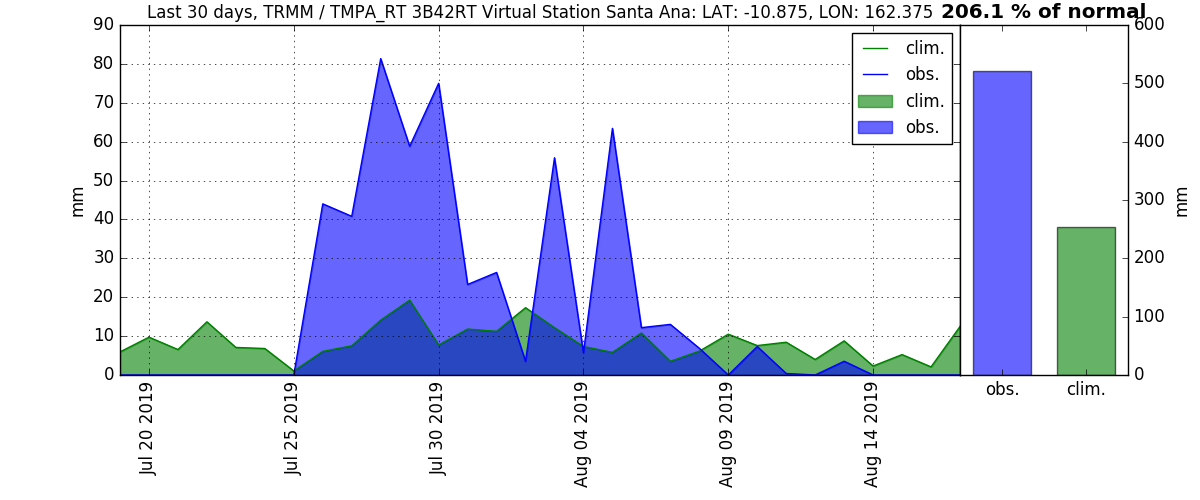 Last 30 days, TRMM / TMPA_RT 3B42RT Virtual Station Santa Ana: LAT: -10.875, LON: 162.375 206.1 % of normal
90
80
70
60
50
40
30
20
10
0
mm
clim.
obs.
clim.
obs.
600
500
400
300
200
100
0
mm
obs.
clim.
Jul 20 2019
Jul 25 2019
Jul 30 2019
Aug 04 2019
Aug 09 2019
Aug 14 2019